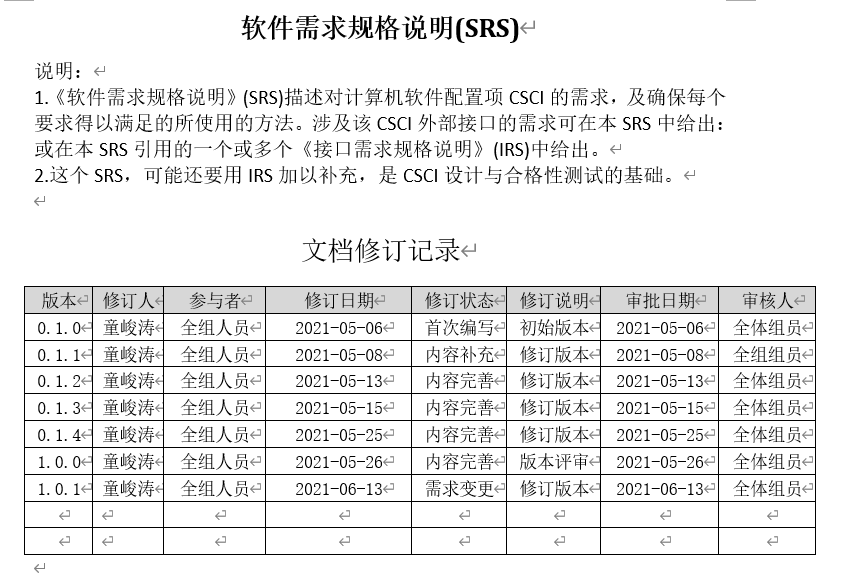 软件需求规格说明(SRS)
说明：
1.《软件需求规格说明》(SRS)描述对计算机软件配置项 CSCI 的需求，及确保每个
要求得以满足的所使用的方法。涉及该 CSCI 外部接口的需求可在本 SRS 中给出：
或在本 SRS 引用的一个或多个《接口需求规格说明》(IRS)中给出。
2.这个 SRS，可能还要用 IRS 加以补充，是 CSCI 设计与合格性测试的基础。
文档修订记录
版本 修订人 参与者 修订日期 修订状态 修订说明 审批日期 审核人
0.1.0 童峻涛 全组人员 2021-05-06 首次编写 初始版本 2021-05-06 全体组员
0.1.1 童峻涛 全组人员 2021-05-08 内容补充 修订版本 2021-05-08 全组组员
0.1.2 童峻涛 全组人员 2021-05-13 内容完善 修订版本 2021-05-13 全体组员
0.1.3 童峻涛 全组人员 2021-05-15 内容完善 修订版本 2021-05-15 全体组员
0.1.4 童峻涛 全组人员 2021-05-25 内容完善 修订版本 2021-05-25 全体组员
1.0.0 童峻涛 全组人员 2021-05-26 内容完善 版本评审 2021-05-26 全体组员
1.0.1 童峻涛 全组人员 2021-06-13 需求变更 修订版本 2021-06-13 全体组员